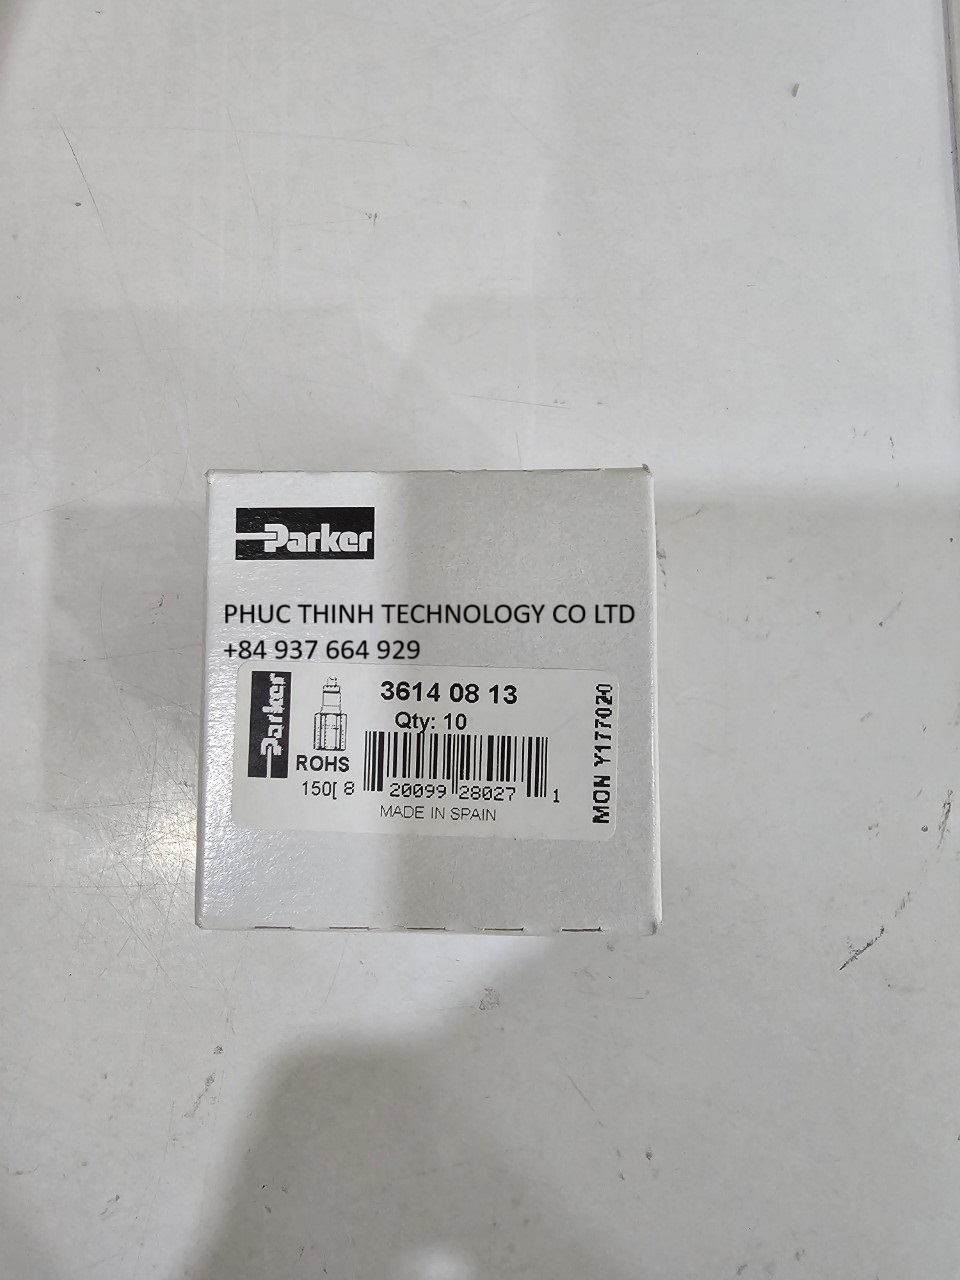 Parker
PHUC THINH TECHNOLOGY CO LTD
+84 937 664 929
Parker
3614 08 13
Qty: 10
ROHS
150[ 8 20099 28027 1
MADE IN SPAIN
MON Y177020